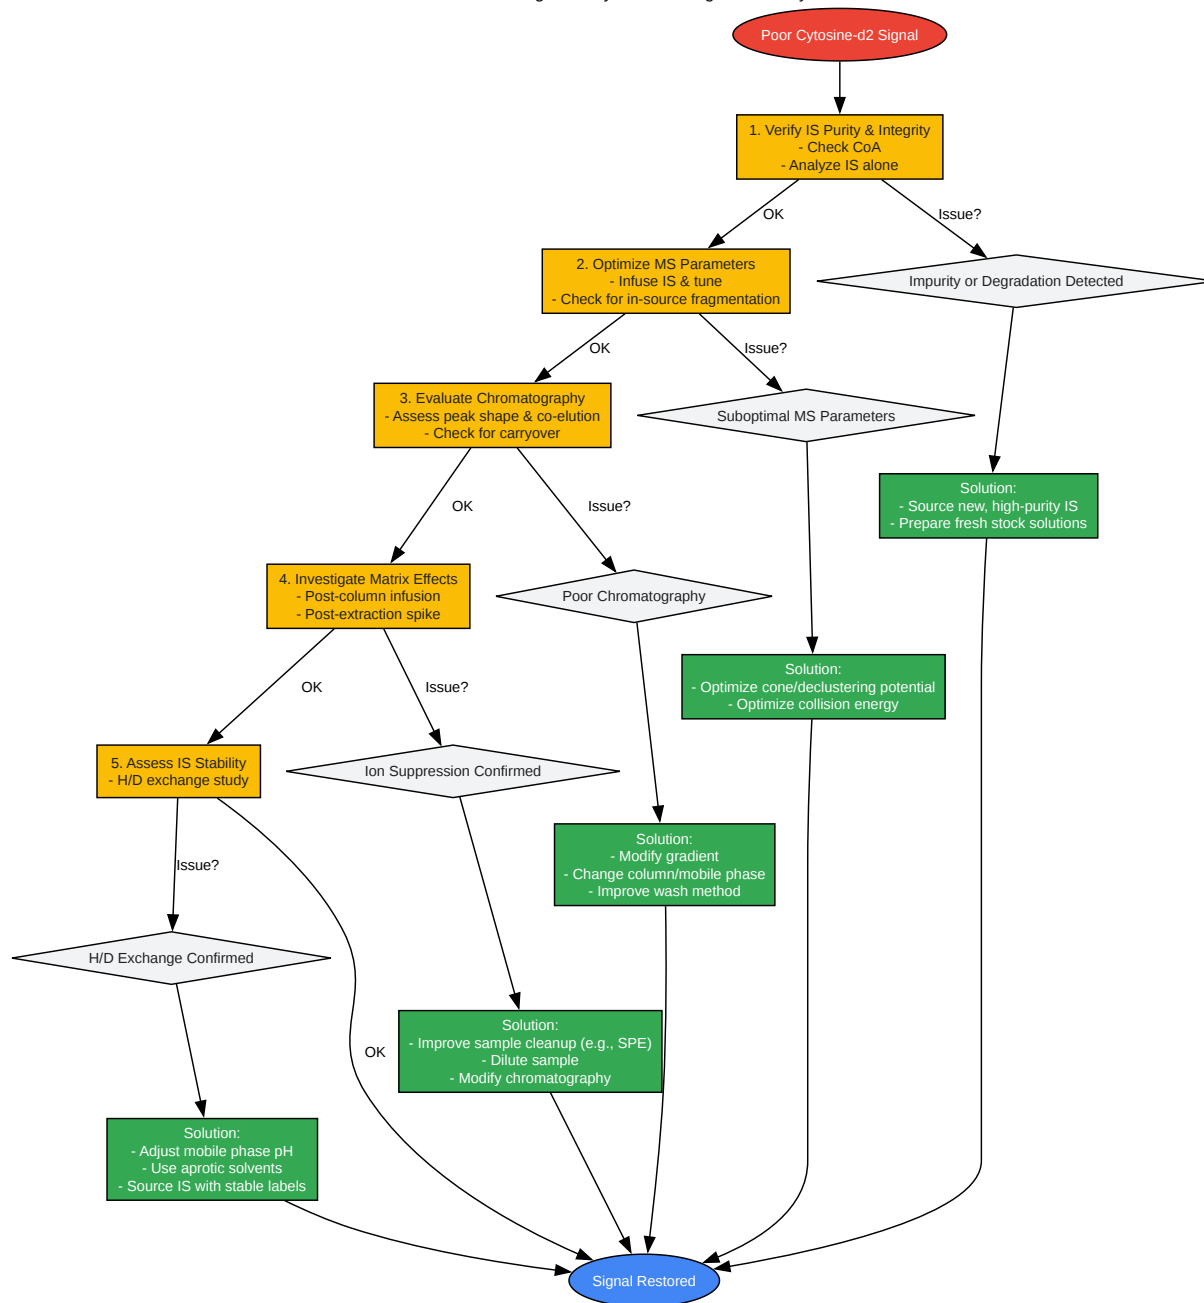 Poor Cytosine-d2 Signal
1. Verify IS Purity & Integrity
- Check CoA
- Analyze IS alone
OK
Issue?
2. Optimize MS Parameters
- Infuse IS & tune
- Check for in-source fragmentation
Impurity or Degradation Detected
OK
Issue?
3. Evaluate Chromatography
- Assess peak shape & co-elution
- Check for carryover
Suboptimal MS Parameters
Solution:
- Source new, high-purity IS
- Prepare fresh stock solutions
OK
Issue?
4. Investigate Matrix Effects
- Post-column infusion
- Post-extraction spike
Poor Chromatography
Solution:
- Optimize cone/declustering potential
- Optimize collision energy
OK
Issue?
5. Assess IS Stability
- H/D exchange study
Ion Suppression Confirmed
Solution:
- Modify gradient
- Change column/mobile phase
- Improve wash method
Issue?
H/D Exchange Confirmed
Solution:
- Improve sample cleanup (e.g., SPE)
- Dilute sample
- Modify chromatography
OK
Solution:
- Adjust mobile phase pH
- Use aprotic solvents
- Source IS with stable labels
Signal Restored